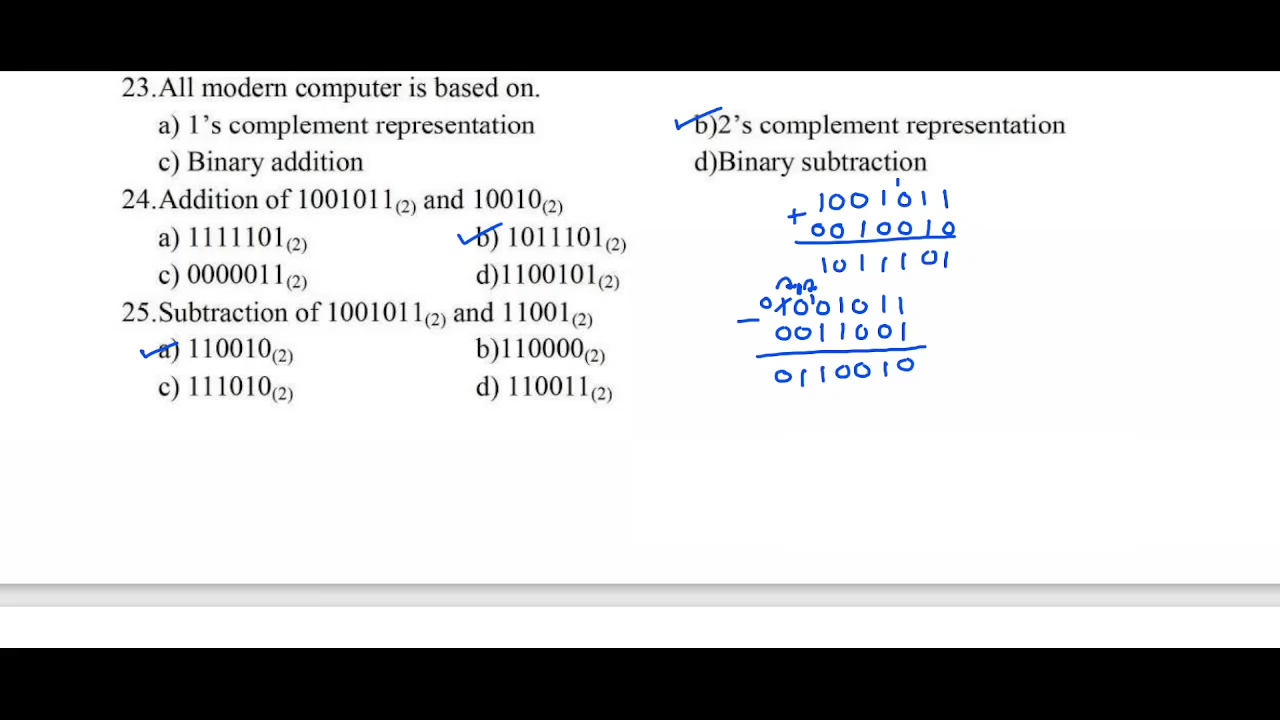 23.All modern computer is based on.
a) 1's complement representation b)2's complement representation
c) Binary addition d)Binary subtraction
24.Addition of 1001011(2) and 10010(2)
a) 1111101(2) b) 1011101(2)
c) 0000011(2) d)1100101(2)
25.Subtraction of 1001011(2) and 11001(2)
a) 110010(2) b)110000(2)
c) 111010(2) d) 110011(2)
1
1001011
+ 0010010
1011101
1001011
- 0011001
0110010